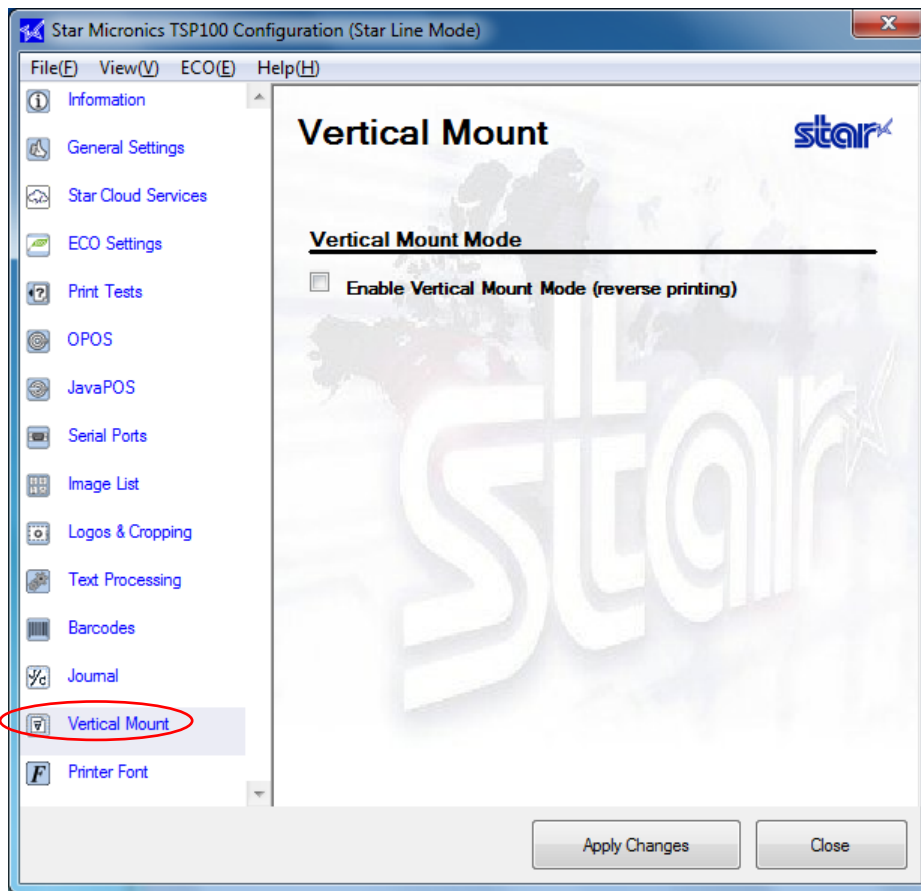 Star Micronics TSP100 Configuration (Star Line Mode)
File(F) View(V) ECO(E) Help(H)
Information
General Settings
Star Cloud Services
ECO Settings
Print Tests
OPOS
JavaPOS
Serial Ports
Image List
Logos & Cropping
Text Processing
Barcodes
Journal
Vertical Mount
Printer Font
Vertical Mount
star
Vertical Mount Mode
Enable Vertical Mount Mode (reverse printing)
star
Apply Changes
Close